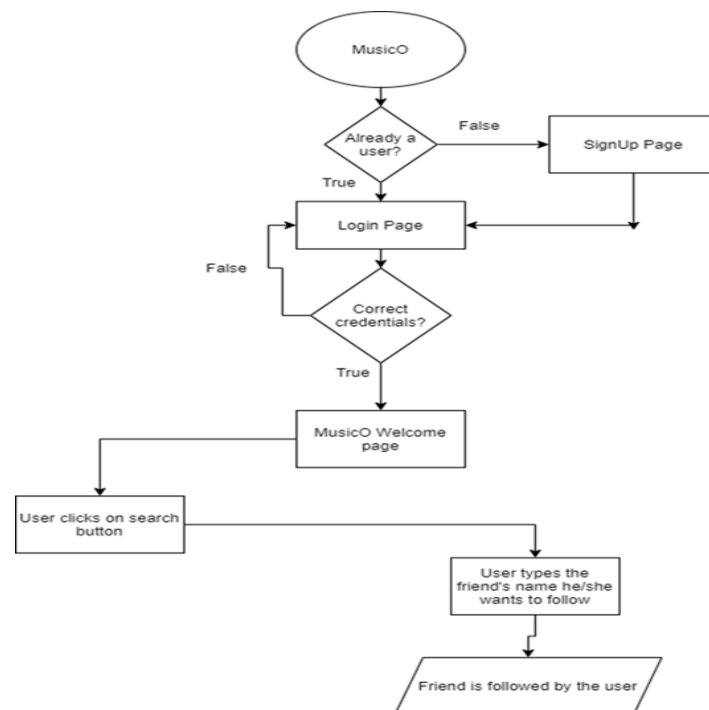 MusicO
Already a
user?
False
SignUp Page
True
Login Page
False
Correct
credentials?
True
MusicO Welcome
page
User clicks on search
button
User types the
friend's name he/she
wants to follow
Friend is followed by the user